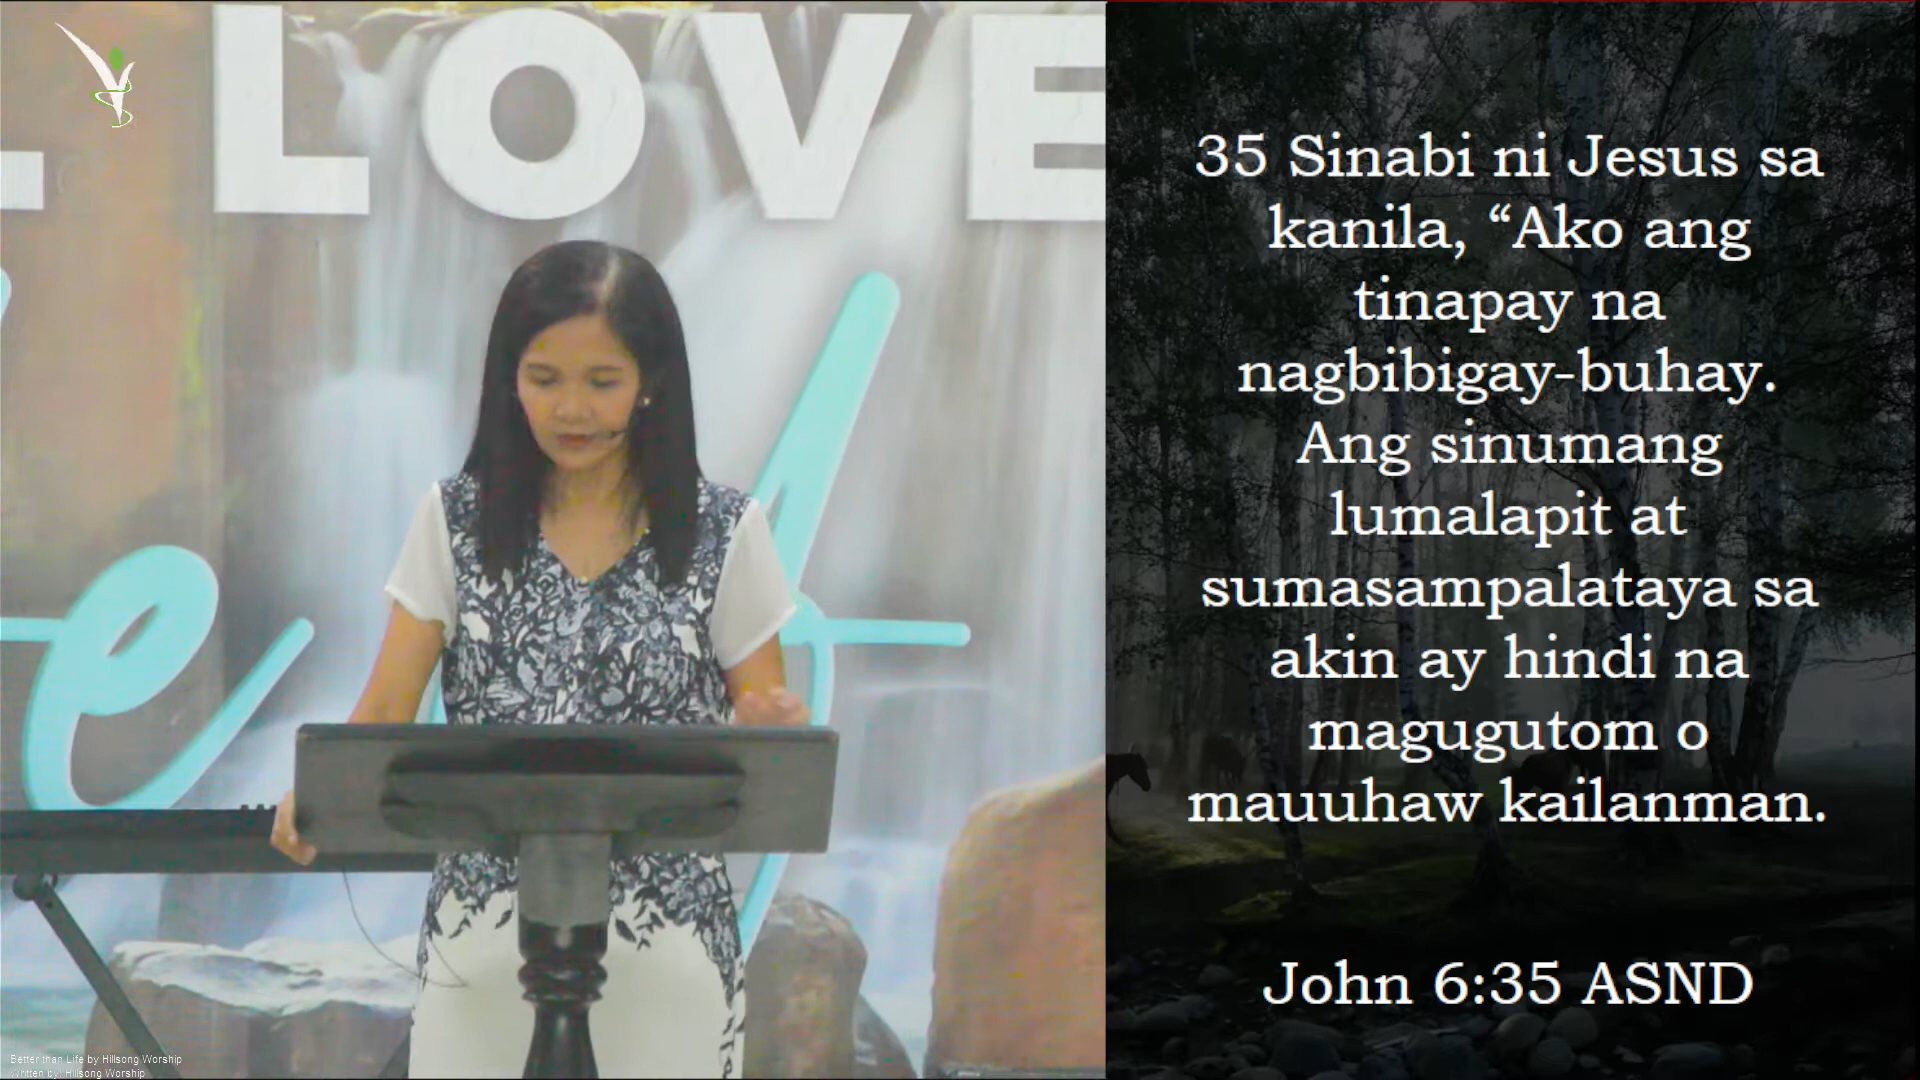 L LOVE
e
35 Sinabi ni Jesus sa
kanila, “Ako ang
tinapay na
nagbibigay-buhay.
Ang sinumang
lumalapit at
sumasampalataya sa
akin ay hindi na
magugutom o
mauuhaw kailanman.
John 6:35 ASND
Better than Life by Hillsong Worship
Written by: Hillsong Worship